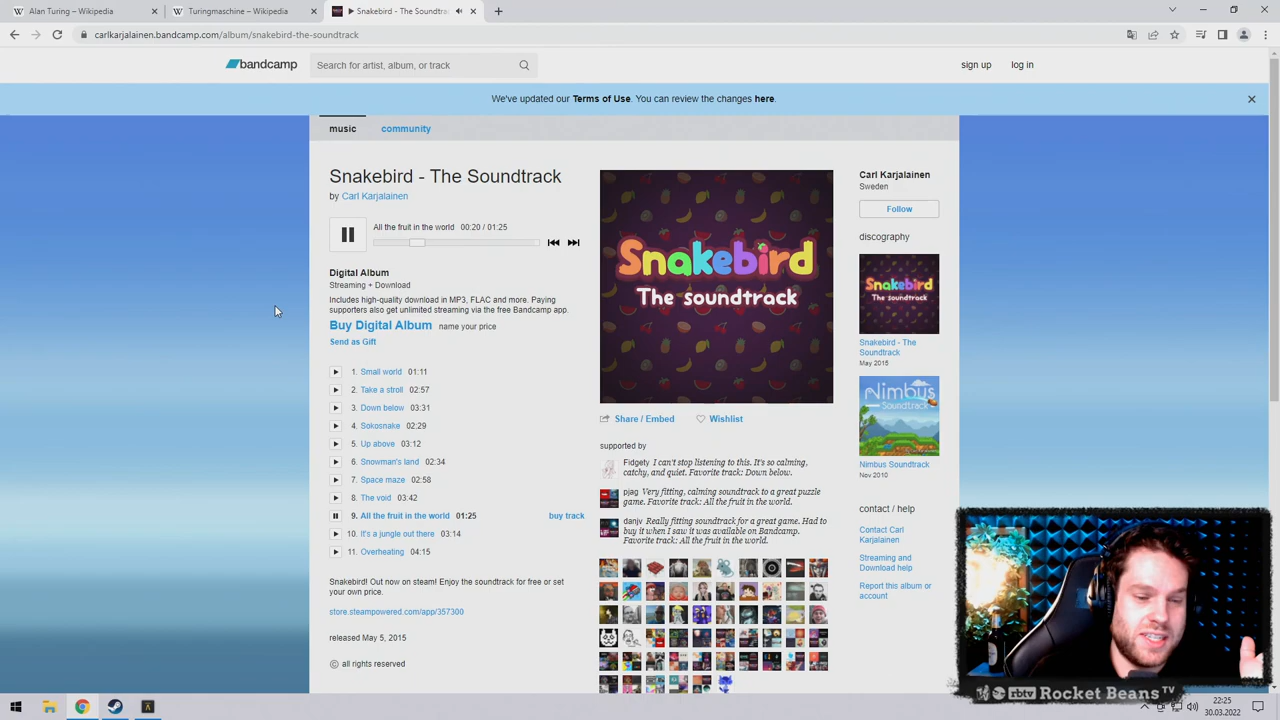 Alan Turing – Wikipedia
Turingmaschine – Wikipedia
Snakebird - The Soundtrack
carlkarjalainen.bandcamp.com/album/snakebird-the-soundtrack
bandcamp
Search for artist, album, or track
sign up
log in
We've updated our Terms of Use. You can review the changes here.
music
community
Snakebird - The Soundtrack
by Carl Karjalainen
All the fruit in the world 00:20 / 01:25
Digital Album
Streaming + Download
Includes high-quality download in MP3, FLAC and more. Paying
supporters also get unlimited streaming via the free Bandcamp app.
Buy Digital Album name your price
Send as Gift
1. Small world 01:11
2. Take a stroll 02:57
3. Down below 03:31
4. Sokosnake 02:29
5. Up above 03:12
6. Snowman's land 02:34
7. Space maze 02:58
8. The void 03:42
9. All the fruit in the world 01:25 buy track
10. It's a jungle out there 03:14
11. Overheating 04:15
Snakebird! Out now on steam! Enjoy the soundtrack for free or set
your own price.
store.steampowered.com/app/357300
released May 5, 2015
all rights reserved
Snakebird
The soundtrack
Share / Embed
Wishlist
supported by
Fidgety I can't stop listening to this. It's so calming,
catchy, and quiet. Favorite track: Down below.
pjag Very fitting, calming soundtrack to a great puzzle
game. Favorite track: All the fruit in the world.
danjv Really fitting soundtrack for a great game. Had to
buy it when I saw it was available on Bandcamp.
Favorite track: All the fruit in the world.
Carl Karjalainen
Sweden
Follow
discography
Snakebird
The soundtrack
Snakebird - The
Soundtrack
May 2015
Nimbus
Soundtrack
Nimbus Soundtrack
Nov 2010
contact / help
Contact Carl
Karjalainen
Streaming and
Download help
Report this album or
account
rbtv Rocket Beans TV
22:25
30.03.2022